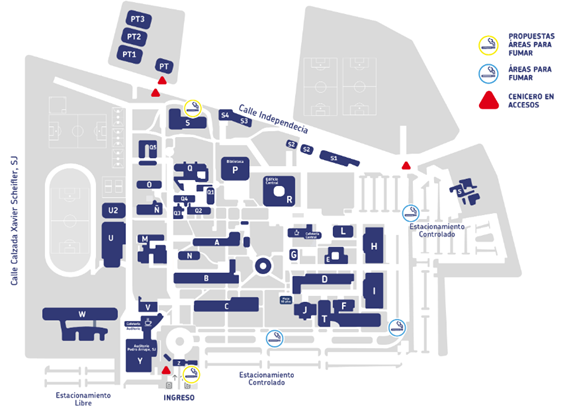 PT3
PT2
PT1
PT
PROPUESTAS
ÁREAS PARA
FUMAR
ÁREAS PARA
FUMAR
CENICERO EN
ACCESOS
Calle Independecia
S
S4
S3
S2
S2
S1
Q5
Q
Biblioteca
P
Edificio
Central
R
O
Q1
Q4
Q3
Q2
Ñ
U2
U
M
N
A
B
C
L
G
E
H
D
I
J
F
T
V
W
Y
Z
Auditorio
Pedro Arrupe, SJ
Calle Calzada Xavier Scheifler, SJ
Estacionamiento
Controlado
Estacionamiento
Controlado
Estacionamiento
Libre
INGRESO